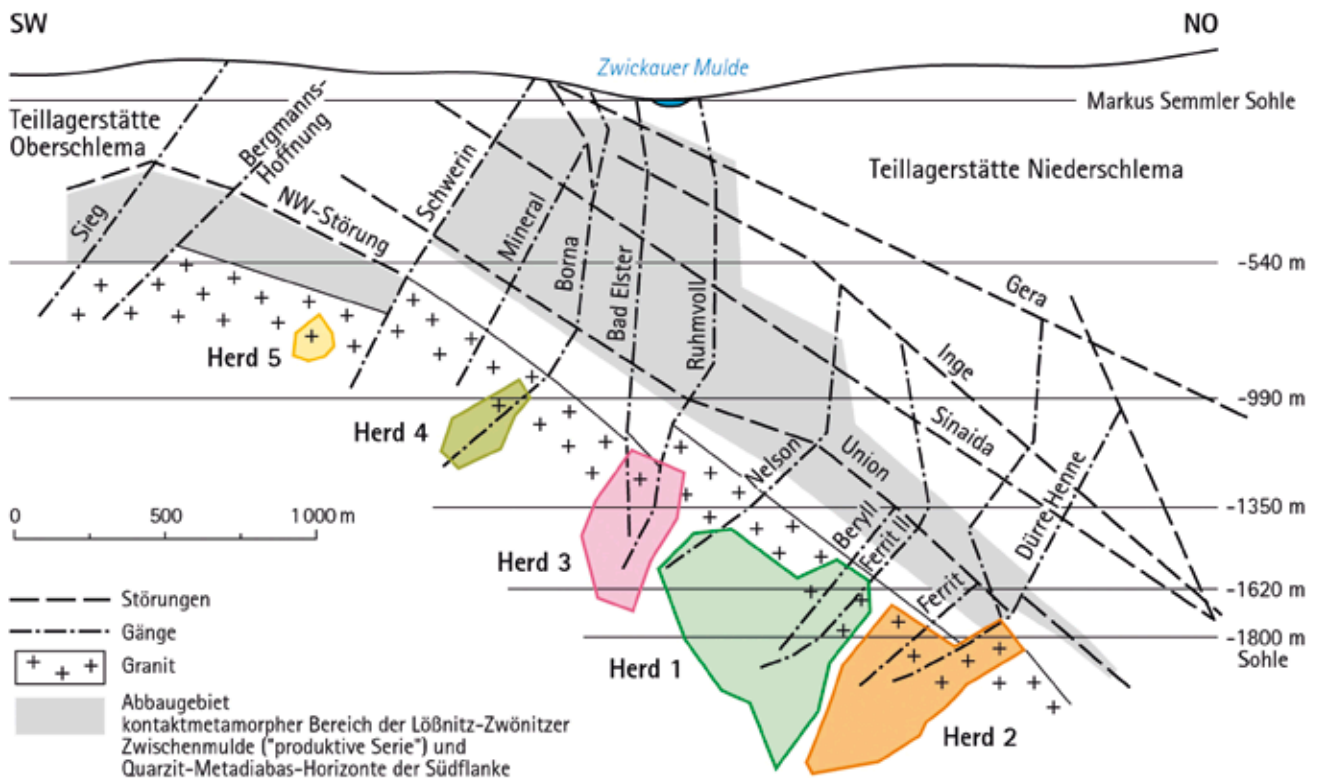 SW
NO
Zwickauer Mulde
Markus Semmler Sohle
Teillagerstätte
Oberschlema
Bergmanns-
Hoffnung
Teillagerstätte Niederschlema
Sieg
NW-Störung
Schwerin
Mineral
Borna
Bad Elster
Ruhmvoll
-540 m
Gera
Herd 5
Inge
-990 m
Sinaida
Herd 4
Nelson
Union
0 500 1000 m
-1350 m
Beryll
Ferrit II
Dürre Henne
Herd 3
Ferrit
-1620 m
Störungen
-1800 m
Sohle
Gänge
Herd 1
Granit
Herd 2
Abbaugebiet
kontaktmetamorpher Bereich der Lößnitz-Zwönitzer
Zwischenmulde ("produktive Serie") und
Quarzit-Metadiabas-Horizonte der Südflanke